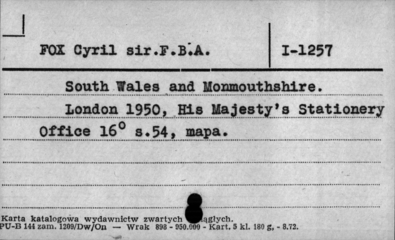 FOX Cyril sir.F.B.A.
I-1257
South Wales and Monmouthshire.
London 1950, His Majesty's Stationery
Office 16° s.54, mapa.
Karta katalogowa wydawnictw zwartych ciągłych.
PU-B 144 zam. 1209/Dw/On — Wrak 898 - 950.000 - Kart. 5 kl. 180 g. - 8.72.